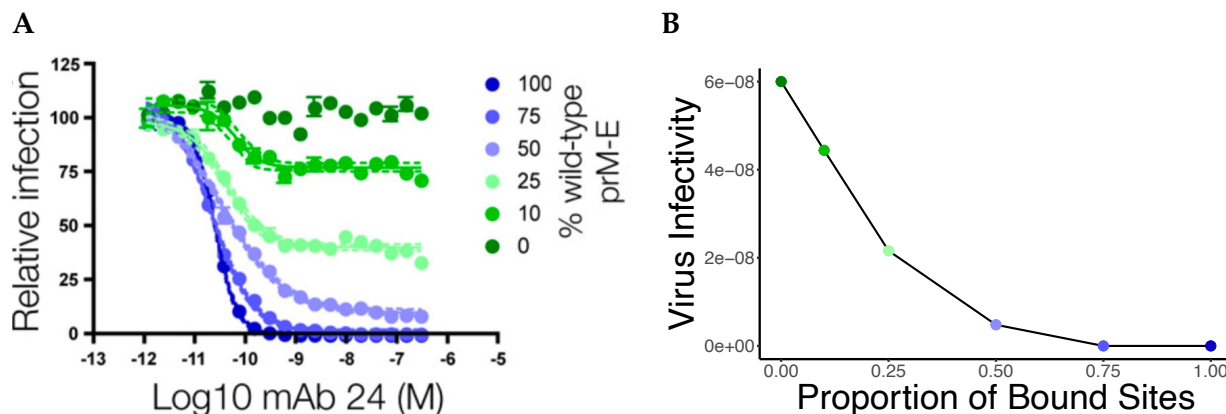 A
Relative infection
125
100
75
50
25
0
-13 -12 -11 -10 -9 -8 -7 -6 -5
Log10 mAb 24 (M)
100
75
50
25
10
0
% wild-type
prM-E
B
Virus Infectivity
6e−08
4e−08
2e−08
0e+00
0.00 0.25 0.50 0.75 1.00
Proportion of Bound Sites